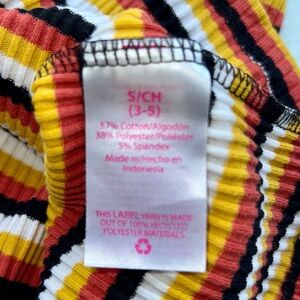 S/CH
(3-5)
57% Cotton/Algodón
38% Polyester/Poliéster
5% Spandex
Made in/Hecho en
Indonesia
THIS LABEL YARN IS MADE
OUT OF 100% RECYCLED
POLYESTER MATERIALS